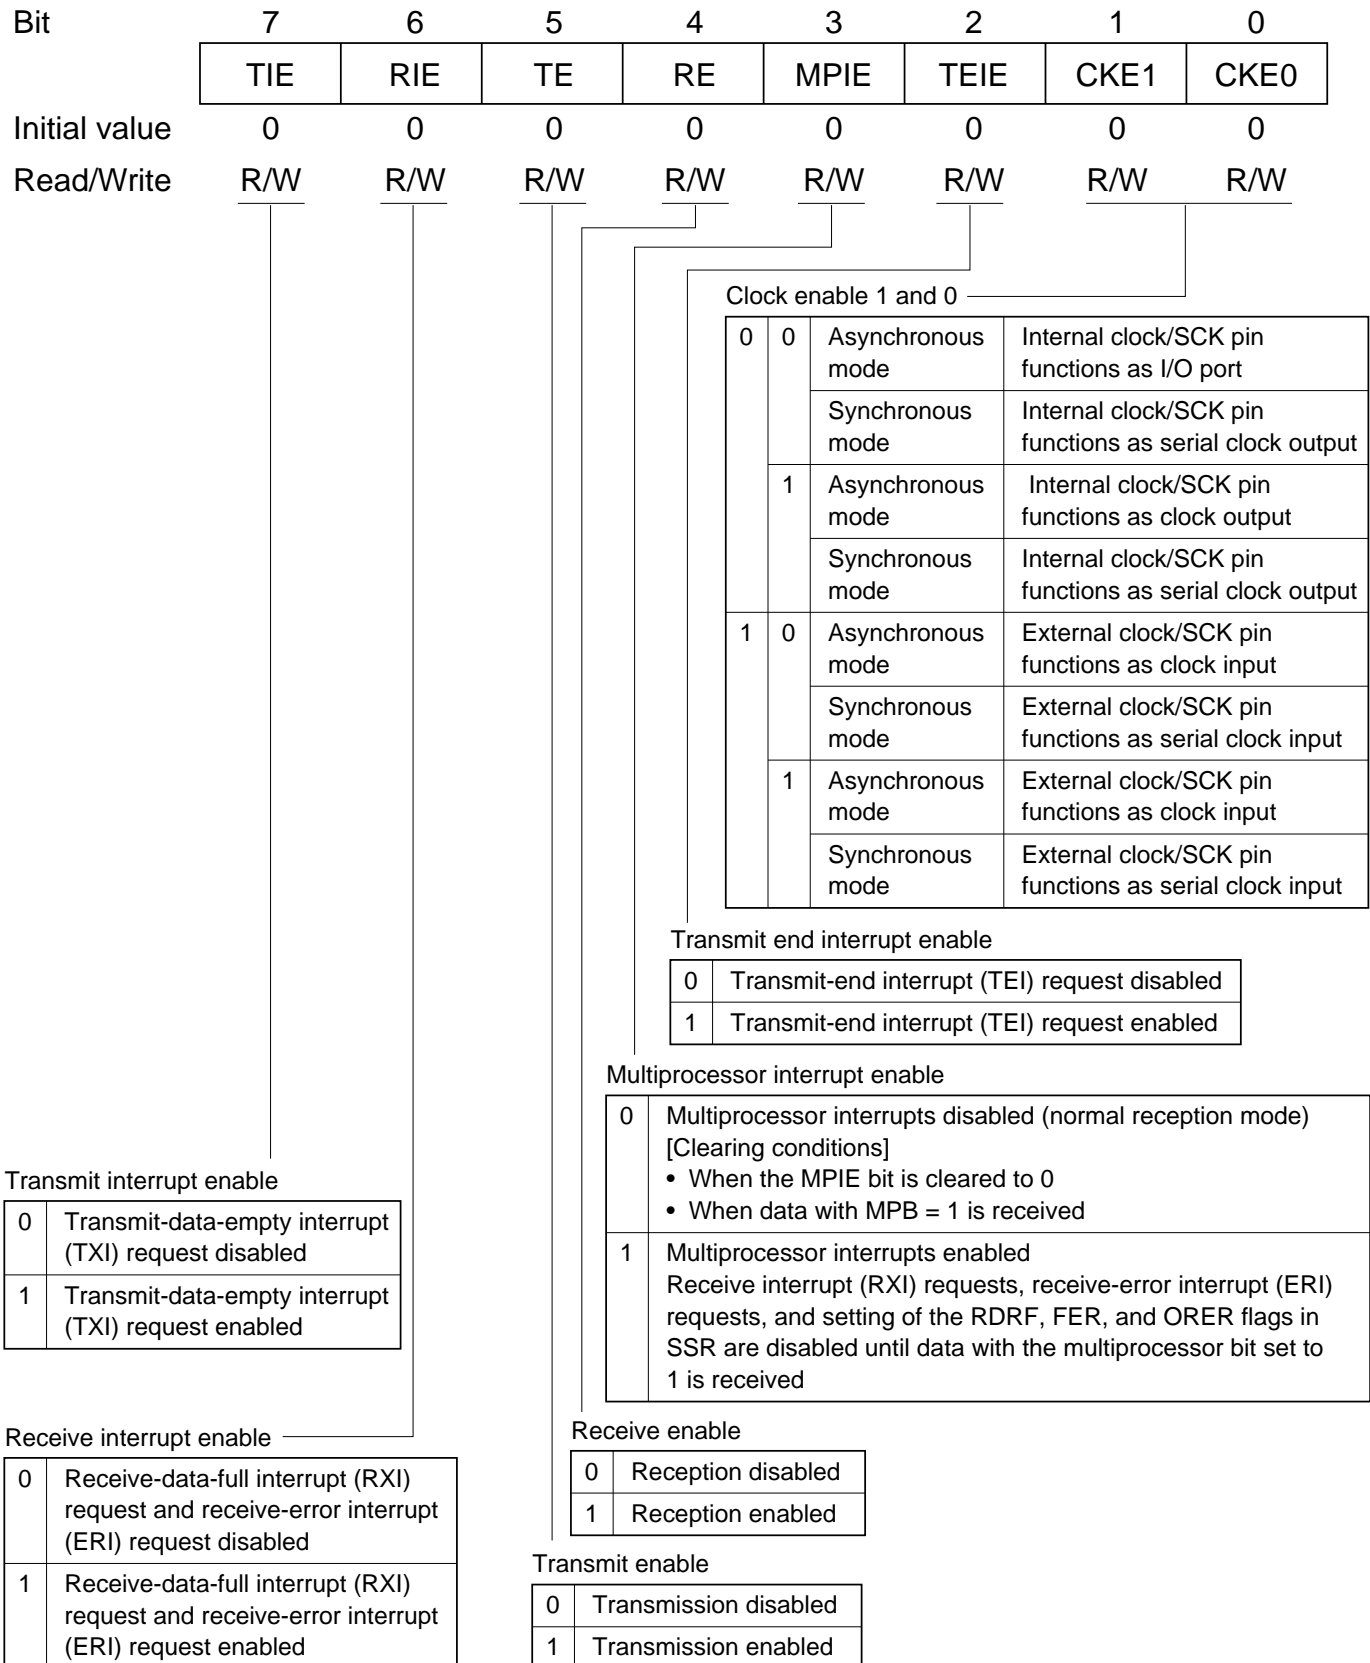 Bit 7 6 5 4 3 2 1 0
TIE RIE TE RE MPIE TEIE CKE1 CKE0
Initial value 0 0 0 0 0 0 0 0
Read/Write R/W R/W R/W R/W R/W R/W R/W R/W
Clock enable 1 and 0
0 0 Asynchronous Internal clock/SCK pin
mode functions as I/O port
Synchronous Internal clock/SCK pin
mode functions as serial clock output
1 Asynchronous Internal clock/SCK pin
mode functions as clock output
Synchronous Internal clock/SCK pin
mode functions as serial clock output
1 0 Asynchronous External clock/SCK pin
mode functions as clock input
Synchronous External clock/SCK pin
mode functions as serial clock input
1 Asynchronous External clock/SCK pin
mode functions as clock input
Synchronous External clock/SCK pin
mode functions as serial clock input
Transmit end interrupt enable
0 Transmit-end interrupt (TEI) request disabled
1 Transmit-end interrupt (TEI) request enabled
Multiprocessor interrupt enable
0 Multiprocessor interrupts disabled (normal reception mode)
[Clearing conditions]
• When the MPIE bit is cleared to 0
• When data with MPB = 1 is received
1 Multiprocessor interrupts enabled
Receive interrupt (RXI) requests, receive-error interrupt (ERI)
requests, and setting of the RDRF, FER, and ORER flags in
SSR are disabled until data with the multiprocessor bit set to
1 is received
Transmit interrupt enable
0 Transmit-data-empty interrupt
(TXI) request disabled
1 Transmit-data-empty interrupt
(TXI) request enabled
Receive interrupt enable
0 Receive-data-full interrupt (RXI)
request and receive-error interrupt
(ERI) request disabled
1 Receive-data-full interrupt (RXI)
request and receive-error interrupt
(ERI) request enabled
Receive enable
0 Reception disabled
1 Reception enabled
Transmit enable
0 Transmission disabled
1 Transmission enabled